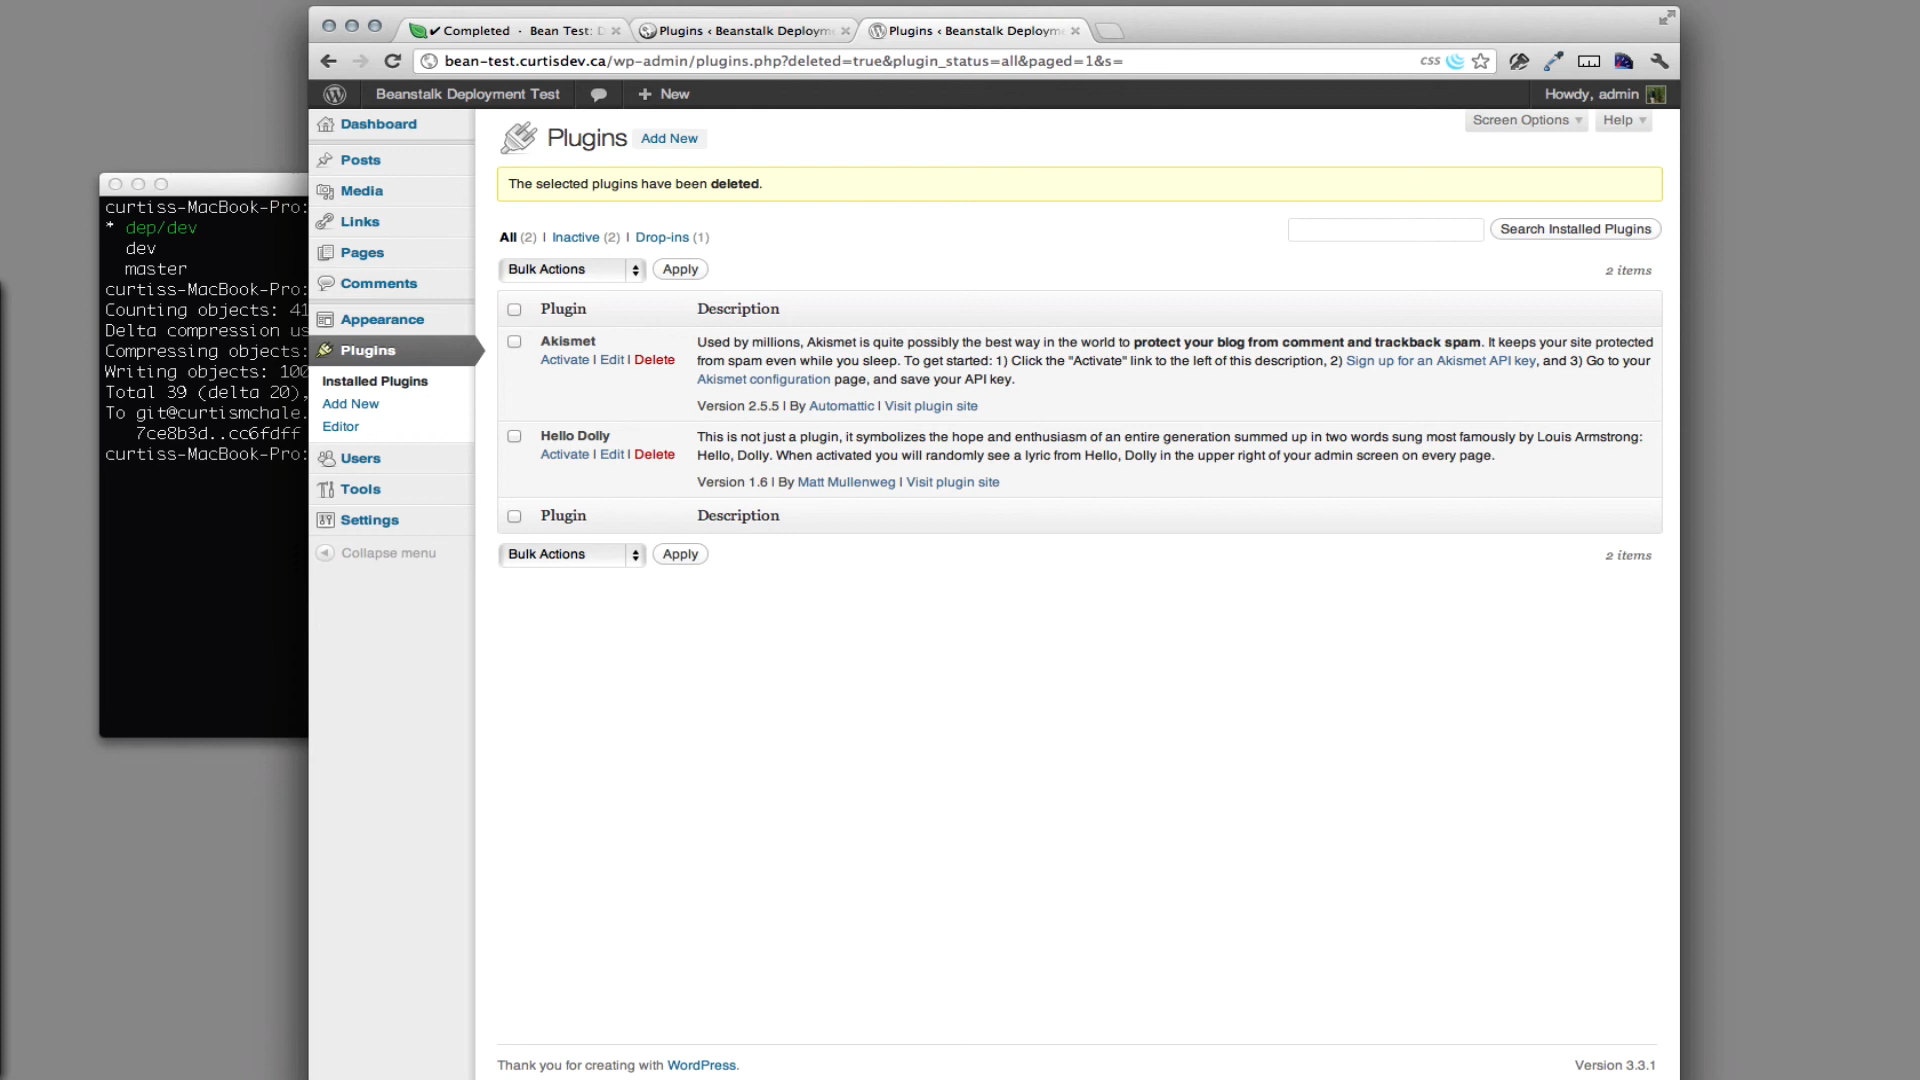 ✔ Completed · Bean Test: D
Plugins ‹ Beanstalk Deploym
Plugins ‹ Beanstalk Deploym
bean-test.curtisdev.ca/wp-admin/plugins.php?deleted=true&plugin_status=all&paged=1&s=
CSS
Beanstalk Deployment Test
+ New
Howdy, admin
curtiss-MacBook-Pro:
* dep/dev
dev
master
curtiss-MacBook-Pro:
Counting objects: 41
Delta compression us
Compressing objects:
Writing objects: 100
Total 39 (delta 20),
To git@curtismchale.
7ce8b3d..cc6fdff
curtiss-MacBook-Pro:
Dashboard
Posts
Media
Links
Pages
Comments
Appearance
Plugins
Installed Plugins
Add New
Editor
Users
Tools
Settings
Collapse menu
Screen Options
Help
Plugins
Add New
The selected plugins have been deleted.
All (2) | Inactive (2) | Drop-ins (1)
Search Installed Plugins
Bulk Actions
Apply
2 items
Plugin
Description
Akismet
Activate | Edit | Delete
Used by millions, Akismet is quite possibly the best way in the world to protect your blog from comment and trackback spam. It keeps your site protected
from spam even while you sleep. To get started: 1) Click the "Activate" link to the left of this description, 2) Sign up for an Akismet API key, and 3) Go to your
Akismet configuration page, and save your API key.
Version 2.5.5 | By Automattic | Visit plugin site
Hello Dolly
Activate | Edit | Delete
This is not just a plugin, it symbolizes the hope and enthusiasm of an entire generation summed up in two words sung most famously by Louis Armstrong:
Hello, Dolly. When activated you will randomly see a lyric from Hello, Dolly in the upper right of your admin screen on every page.
Version 1.6 | By Matt Mullenweg | Visit plugin site
Plugin
Description
Bulk Actions
Apply
2 items
Thank you for creating with WordPress.
Version 3.3.1